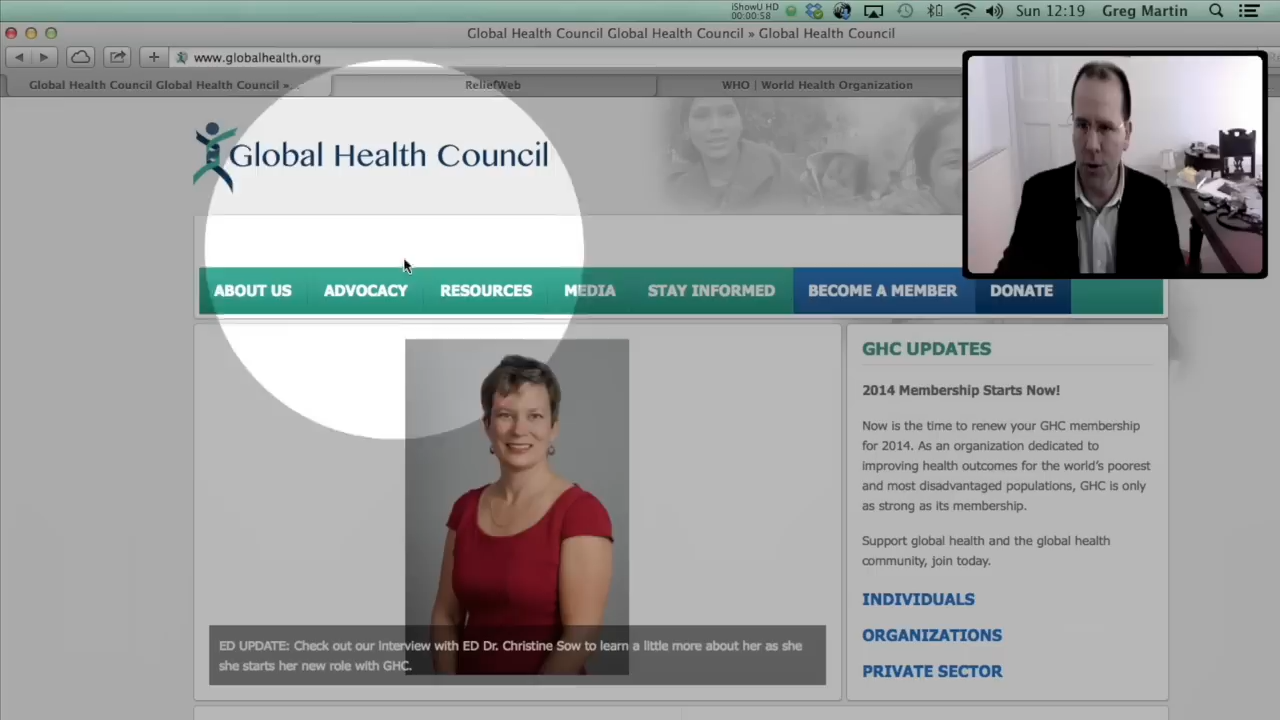 iShowU HD
00:00:58
Sun 12:19 Greg Martin
Global Health Council Global Health Council » Global Health Council
www.globalhealth.org
Global Health Council Global Health Council »...
ReliefWeb
WHO | World Health Organization
Global Health Council
ABOUT US ADVOCACY RESOURCES MEDIA STAY INFORMED BECOME A MEMBER DONATE
ED UPDATE: Check out our interview with ED Dr. Christine Sow to learn a little more about her as she
she starts her new role with GHC.
GHC UPDATES
2014 Membership Starts Now!
Now is the time to renew your GHC membership
for 2014. As an organization dedicated to
improving health outcomes for the world's poorest
and most disadvantaged populations, GHC is only
as strong as its membership.
Support global health and the global health
community, join today.
INDIVIDUALS
ORGANIZATIONS
PRIVATE SECTOR